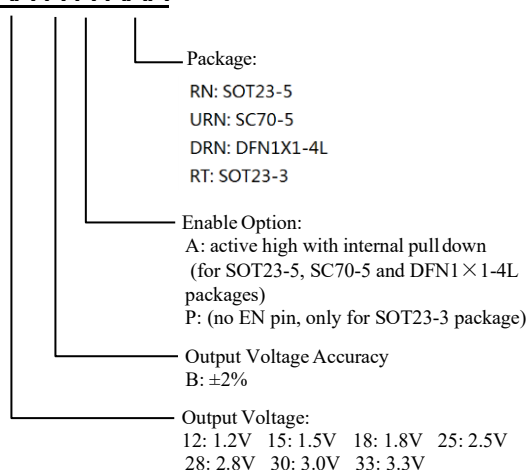 Package:
RN: SOT23-5
URN: SC70-5
DRN: DFN1X1-4L
RT: SOT23-3
Enable Option:
A: active high with internal pull down
(for SOT23-5, SC70-5 and DFN1×1-4L
packages)
P: (no EN pin, only for SOT23-3 package)
Output Voltage Accuracy
B: ±2%
Output Voltage:
12: 1.2V 15: 1.5V 18: 1.8V 25: 2.5V
28: 2.8V 30: 3.0V 33: 3.3V